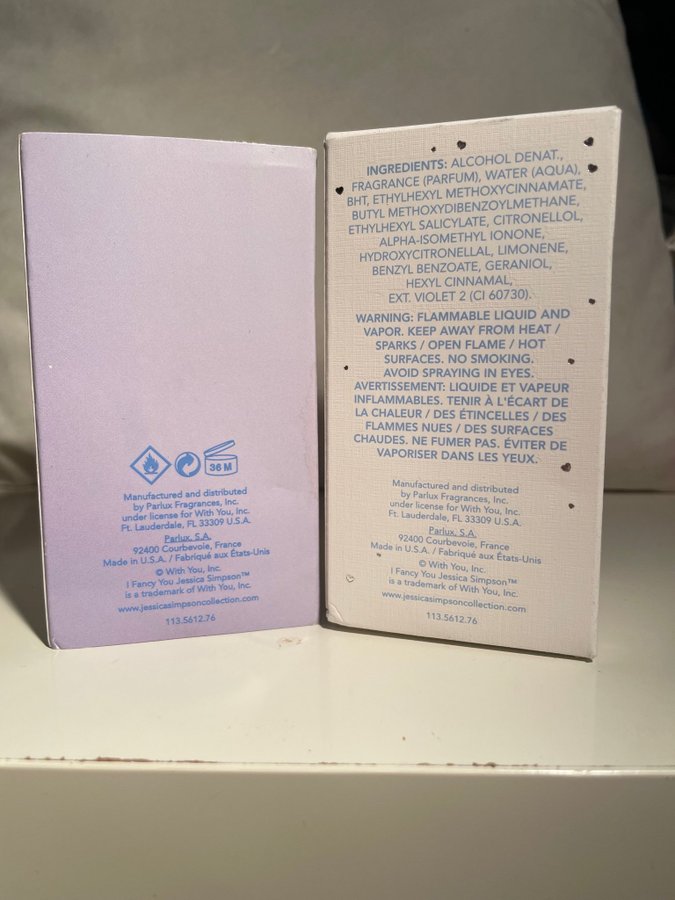 36 M
Manufactured and distributed
by Parlux Fragrances, Inc.
under license for With You, Inc.
Ft. Lauderdale, FL 33309 U.S.A.
Parlux, S.A.
92400 Courbevoie, France
Made in U.S.A. / Fabriqué aux États-Unis
© With You, Inc.
I Fancy You Jessica Simpson™
is a trademark of With You, Inc.
www.jessicasimpsoncollection.com
113.5612.76
INGREDIENTS: ALCOHOL DENAT.,
FRAGRANCE (PARFUM), WATER (AQUA),
BHT, ETHYLHEXYL METHOXYCINNAMATE,
BUTYL METHOXYDIBENZOYLMETHANE,
ETHYLHEXYL SALICYLATE, CITRONELLOL,
ALPHA-ISOMETHYL IONONE,
HYDROXYCITRONELLAL, LIMONENE,
BENZYL BENZOATE, GERANIOL,
HEXYL CINNAMAL,
EXT. VIOLET 2 (CI 60730).
WARNING: FLAMMABLE LIQUID AND
VAPOR. KEEP AWAY FROM HEAT /
SPARKS / OPEN FLAME / HOT
SURFACES. NO SMOKING.
AVOID SPRAYING IN EYES.
AVERTISSEMENT: LIQUIDE ET VAPEUR
INFLAMMABLES. TENIR À L'ÉCART DE
LA CHALEUR / DES ÉTINCELLES / DES
FLAMMES NUES / DES SURFACES
CHAUDES. NE FUMER PAS. ÉVITER DE
VAPORISER DANS LES YEUX.
Manufactured and distributed
by Parlux Fragrances, Inc.
under license for With You, Inc.
Ft. Lauderdale, FL 33309 U.S.A.
Parlux, S.A.
92400 Courbevoie, France
Made in U.S.A. / Fabriqué aux États-Unis
© With You, Inc.
I Fancy You Jessica Simpson™
is a trademark of With You, Inc.
www.jessicasimpsoncollection.com
113.5612.76